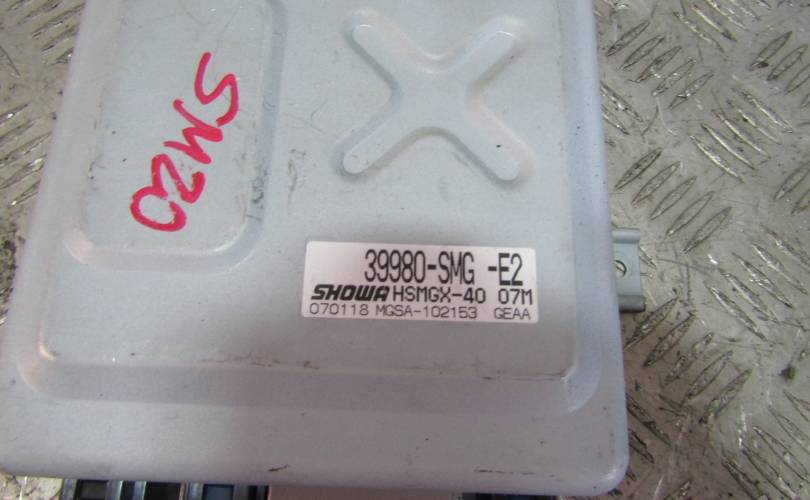 SM20
39980-SMG -E2
SHOWA HSMGX-40 07M
070118 MGSA-102153 GEAA